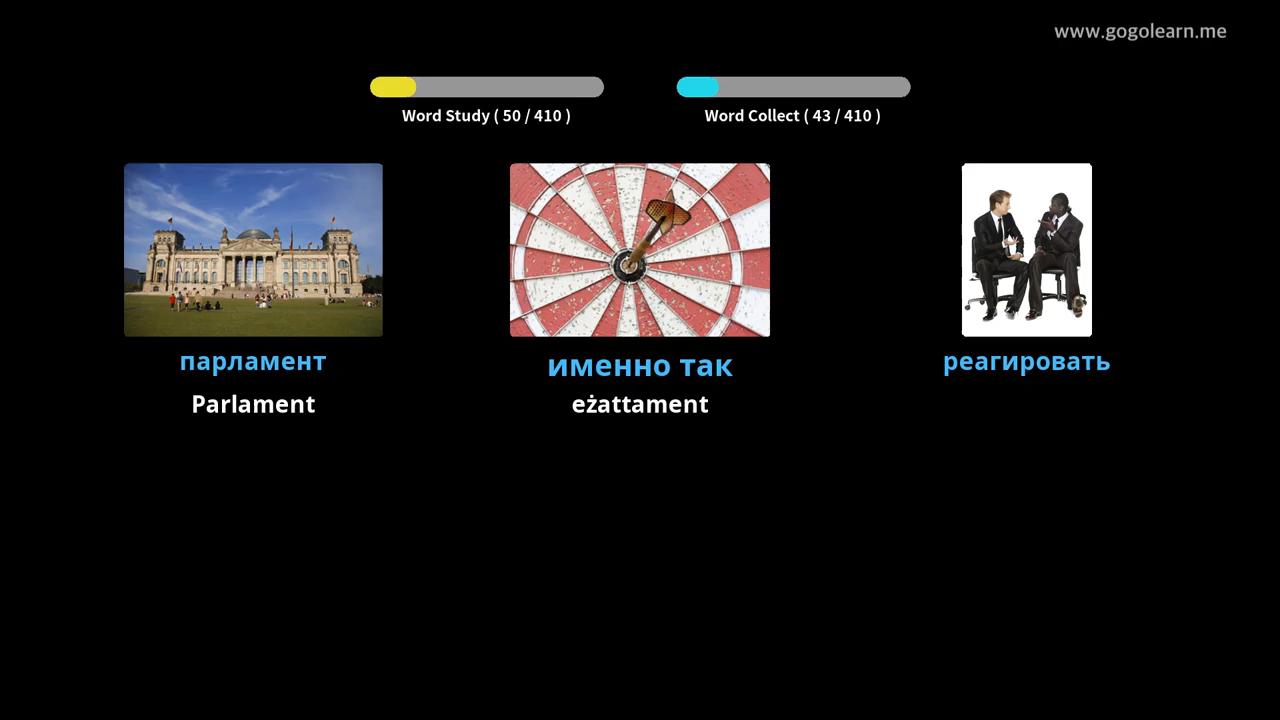 www.gogolearn.me
Word Study ( 50 / 410 )
Word Collect ( 43 / 410 )
парламент
именно так
реагировать
Parlament
eżattament